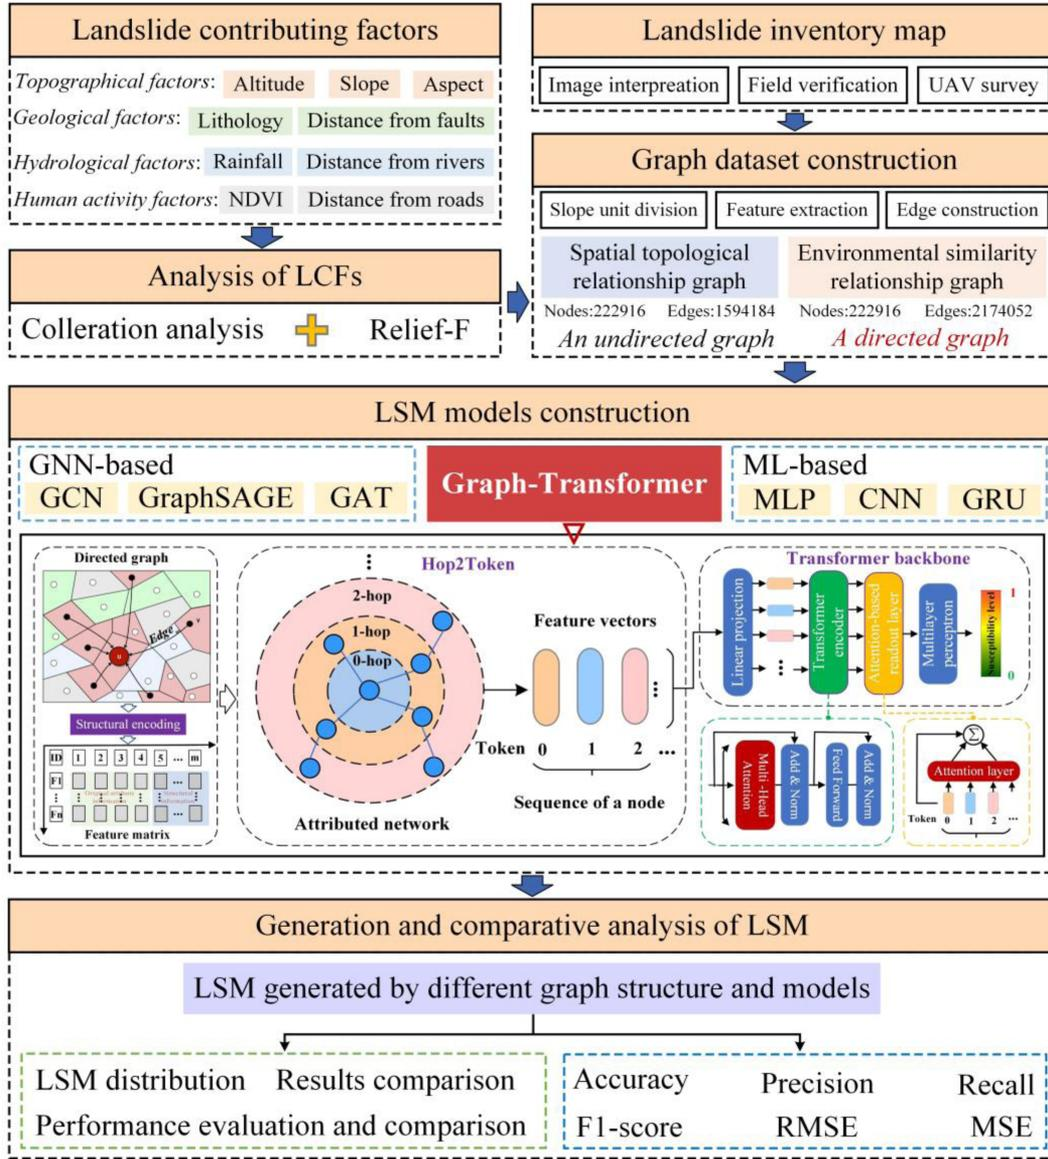 Landslide contributing factors
Topographical factors: Altitude Slope Aspect
Geological factors: Lithology Distance from faults
Hydrological factors: Rainfall Distance from rivers
Human activity factors: NDVI Distance from roads
Analysis of LCFs
Colleration analysis Relief-F
Landslide inventory map
Image interpreation Field verification UAV survey
Graph dataset construction
Slope unit division Feature extraction Edge construction
Spatial topological
relationship graph
Nodes:222916 Edges:1594184
An undirected graph
Environmental similarity
relationship graph
Nodes:222916 Edges:2174052
A directed graph
LSM models construction
GNN-based
GCN GraphSAGE GAT
Graph-Transformer
ML-based
MLP CNN GRU
Directed graph
Edge
u
v
Structural encoding
ID 1 2 3 4 5 ... m
F1
Original attribute
information
Structural
information
Fn
Feature matrix
Hop2Token
2-hop
1-hop
0-hop
Attributed network
Feature vectors
Token 0 1 2 ...
Sequence of a node
Transformer backbone
Linear projection
Transformer
encoder
Attention-based
readout layer
Multilayer
perceptron
Susceptibility level
1
0
Multi -Head
Attention
Add & Norm
Feed Forward
Add & Norm
Σ
Attention layer
Token 0 1 2 ...
Generation and comparative analysis of LSM
LSM generated by different graph structure and models
LSM distribution Results comparison
Performance evaluation and comparison
Accuracy Precision Recall
F1-score RMSE MSE